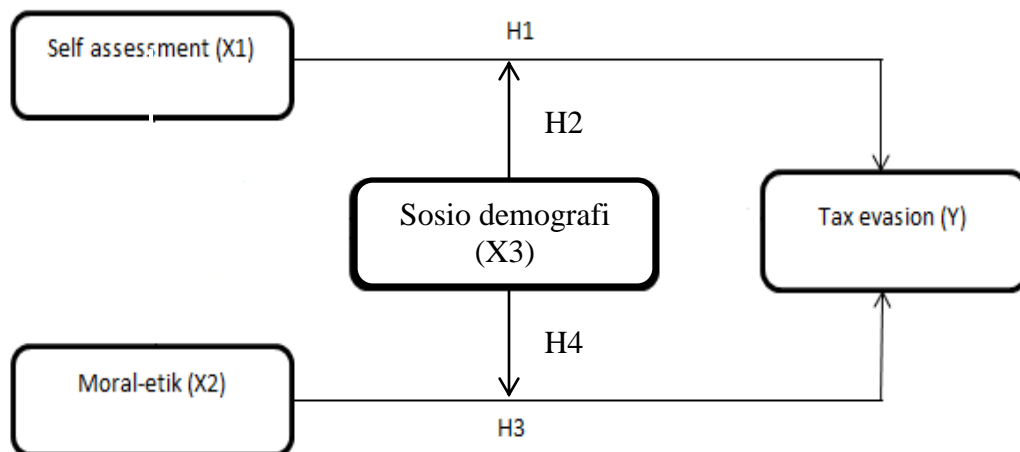 H1
Self assessment (X1)
H2
Sosio demografi
(X3)
Tax evasion (Y)
H4
Moral-etik (X2)
H3